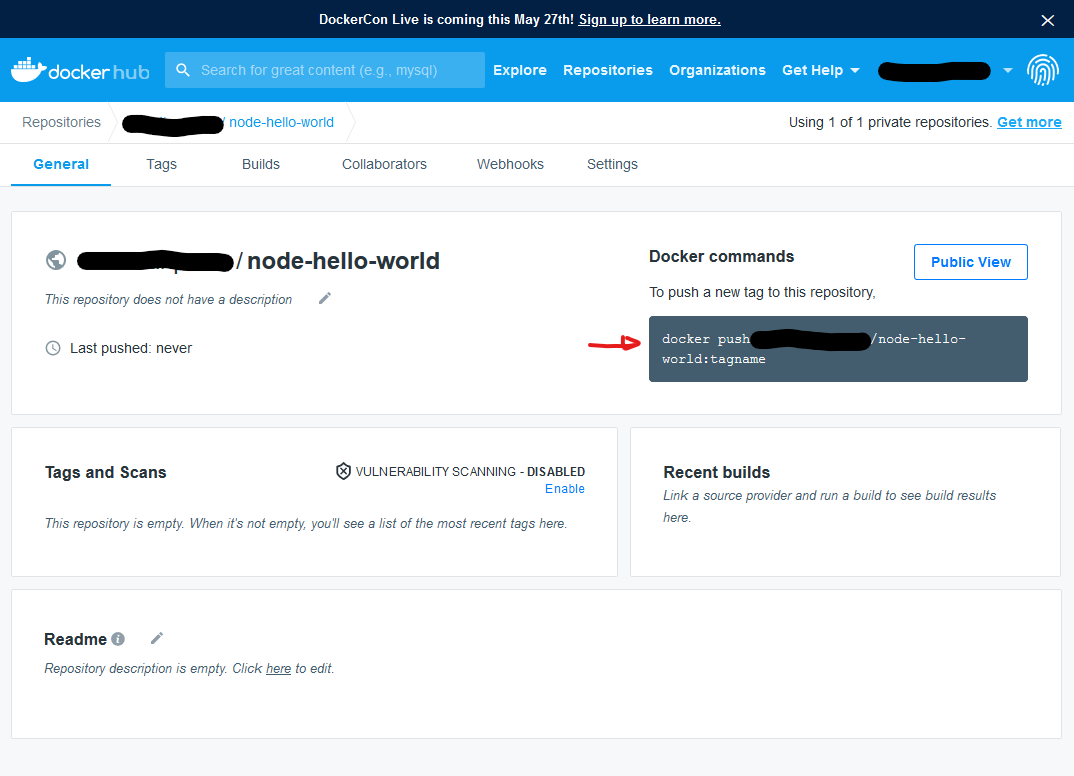 DockerCon Live is coming this May 27th! Sign up to learn more.
docker hub
Search for great content (e.g., mysql)
Explore
Repositories
Organizations
Get Help
Repositories
/ node-hello-world
Using 1 of 1 private repositories. Get more
General
Tags
Builds
Collaborators
Webhooks
Settings
/ node-hello-world
This repository does not have a description
Last pushed: never
Docker commands
Public View
To push a new tag to this repository,
docker push /node-hello-
world:tagname
Tags and Scans
VULNERABILITY SCANNING - DISABLED
Enable
This repository is empty. When it's not empty, you'll see a list of the most recent tags here.
Recent builds
Link a source provider and run a build to see build results
here.
Readme
Repository description is empty. Click here to edit.